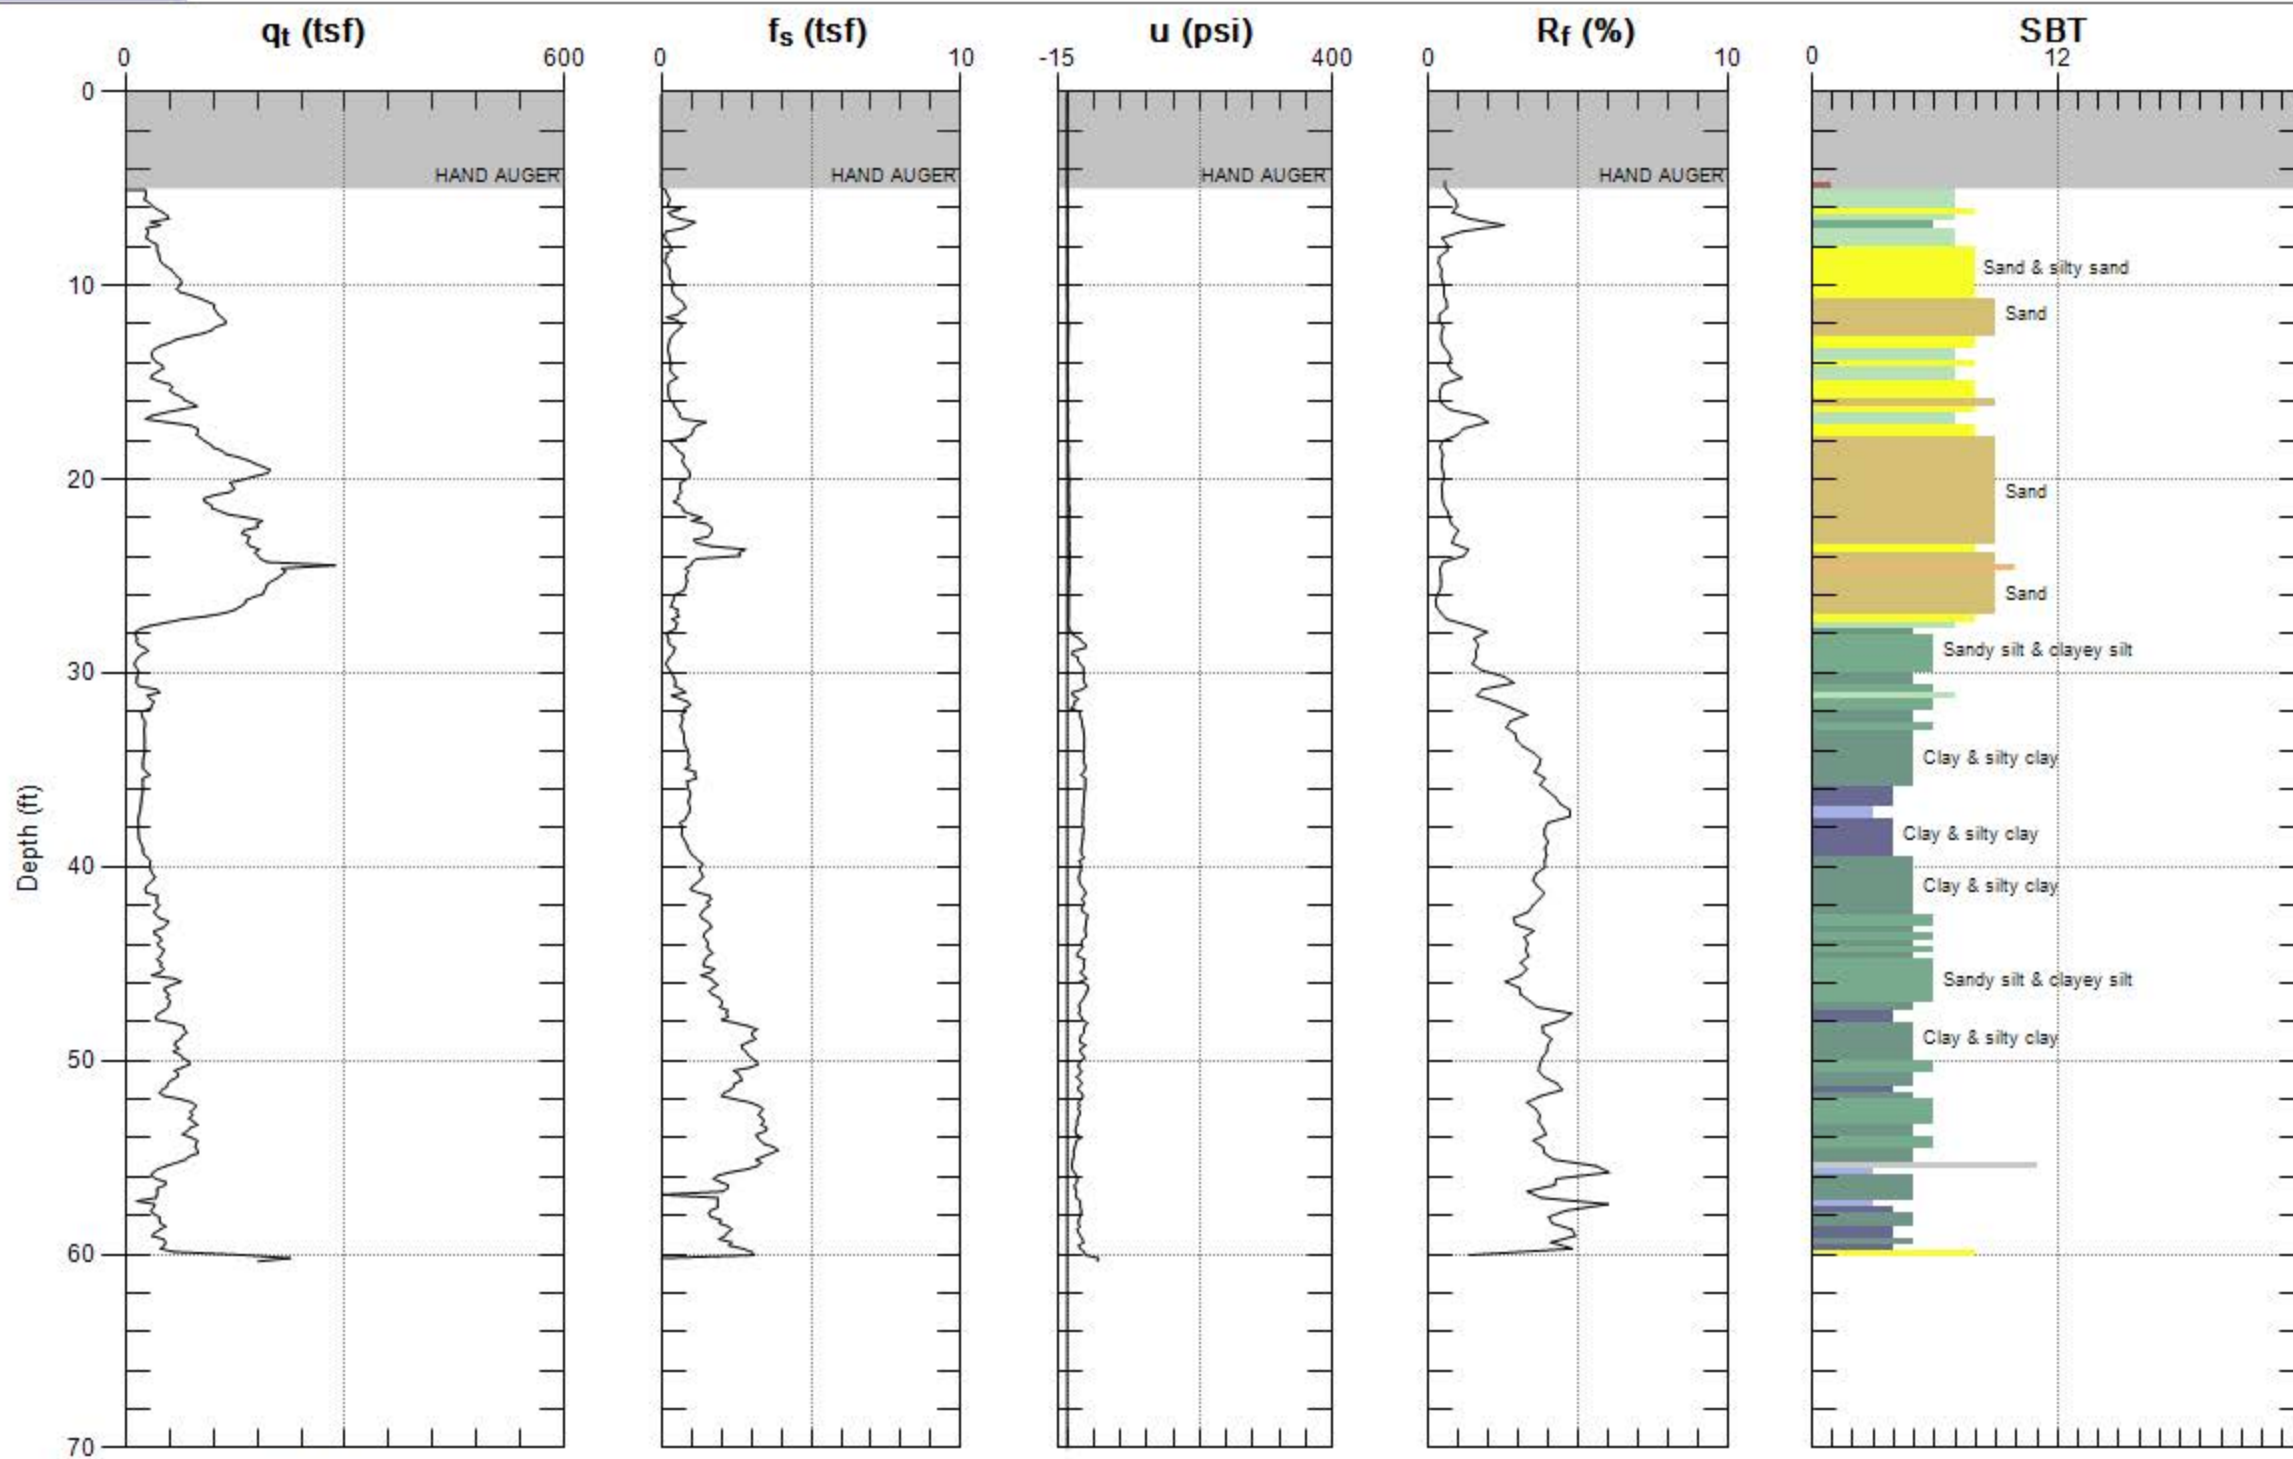 qt (tsf) fs (tsf) u (psi) Rf (%) SBT
0 600 0 10 -15 400 0 10 0 12
0
HAND AUGER HAND AUGER HAND AUGER HAND AUGER
Sand & silty sand
10
Sand
20
Sand
Sand
Sandy silt & clayey silt
30
Clay & silty clay
Depth (ft)
Clay & silty clay
40
Clay & silty clay
Sandy silt & clayey silt
Clay & silty clay
50
60
70